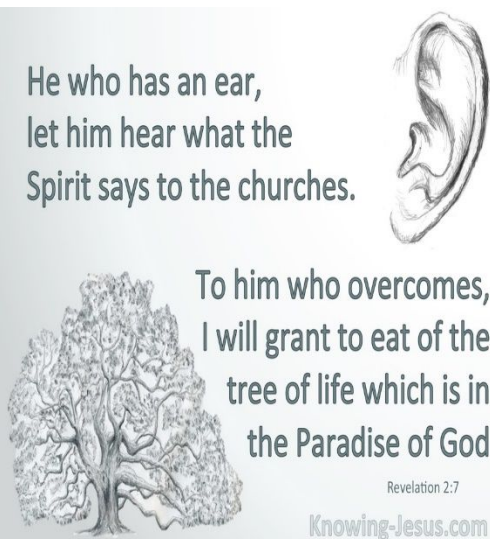 He who has an ear,
let him hear what the
Spirit says to the churches.
To him who overcomes,
I will grant to eat of the
tree of life which is in
the Paradise of God
Revelation 2:7
Knowing-Jesus.com